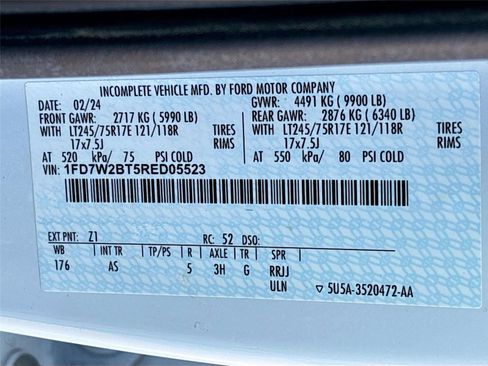 INCOMPLETE VEHICLE MFD. BY FORD MOTOR COMPANY
DATE: 02/24 GVWR: 4491 KG ( 9900 LB)
FRONT GAWR: 2717 KG ( 5990 LB) REAR GAWR: 2876 KG ( 6340 LB)
WITH LT245/75R17E 121/118R TIRES WITH LT245/75R17E 121/118R TIRES
17x7.5J RIMS 17x7.5J RIMS
AT 520 kPa/ 75 PSI COLD AT 550 kPa/ 80 PSI COLD
VIN: 1FD7W2BT5RED05523
EXT PNT: Z1 RC: 52 DSO:
WB INT TR TP/PS R AXLE TR SPR
176 AS 5 3H G RRJJ
ULN ▽ 5U5A-3520472-AA